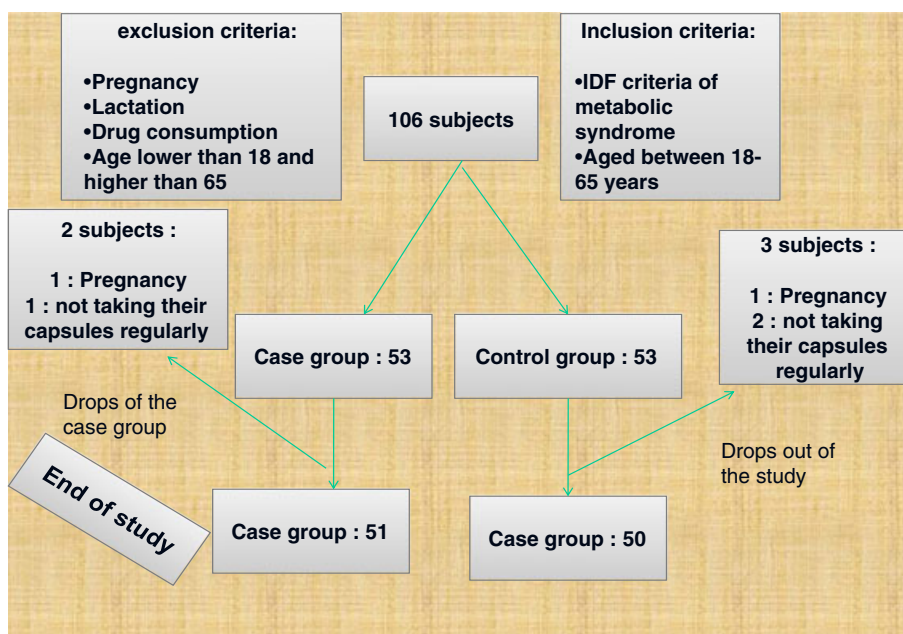 exclusion criteria:
•Pregnancy
•Lactation
•Drug consumption
•Age lower than 18 and
higher than 65
106 subjects
Inclusion criteria:
•IDF criteria of
metabolic
syndrome
•Aged between 18-
65 years
2 subjects :
1 : Pregnancy
1 : not taking their
capsules regularly
3 subjects :
1 : Pregnancy
2 : not taking
their capsules
regularly
Case group : 53
Control group : 53
Drops of the
case group
Drops out of
the study
End of study
Case group : 51
Case group : 50